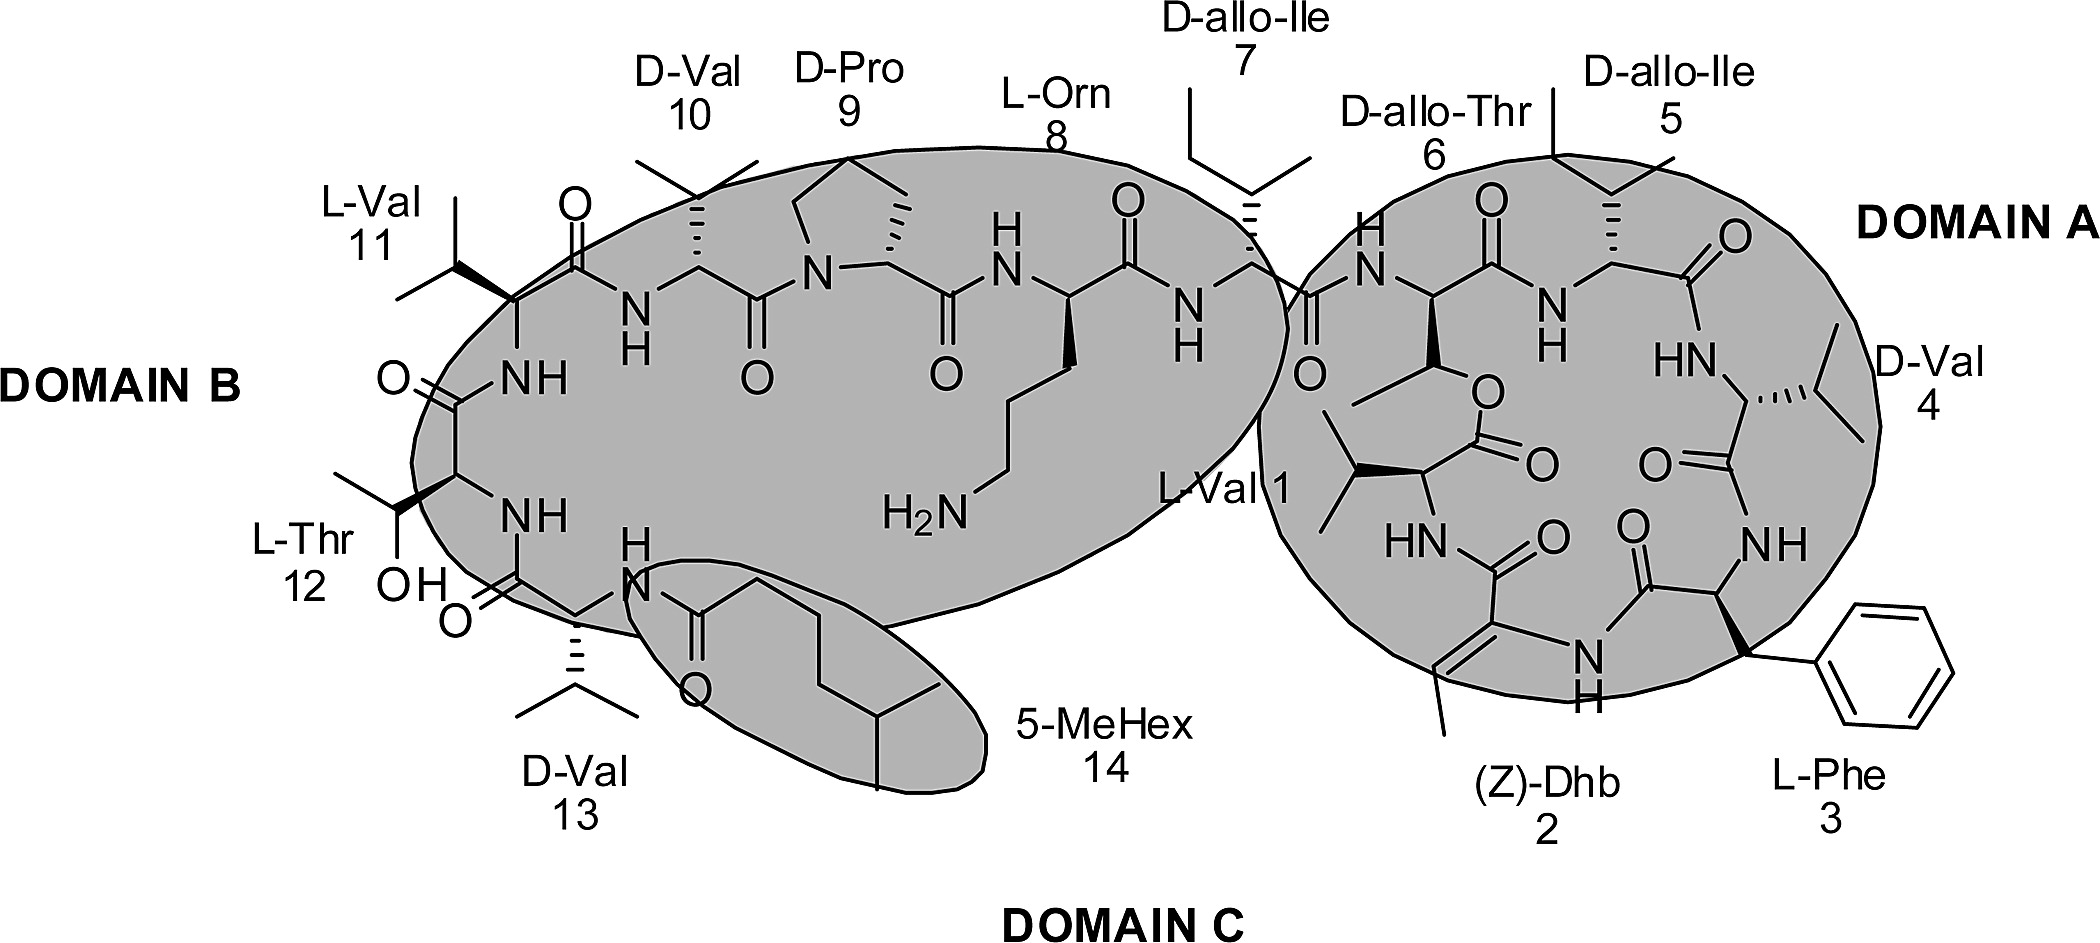 D-allo-Ile
7
D-Val
10
D-Pro
9
L-Orn
8
D-allo-Thr
6
D-allo-Ile
5
L-Val
11
DOMAIN A
O
O
O
O
H
N
H
N
N
N
H
N
H
N
H
O
O
O
HN
D-Val
4
DOMAIN B
O
NH
O
O
O
L-Val 1
H2N
NH
HN
O
O
NH
L-Thr
12
OH
O
H
N
N
H
O
5-MeHex
14
D-Val
13
(Z)-Dhb
2
L-Phe
3
DOMAIN C